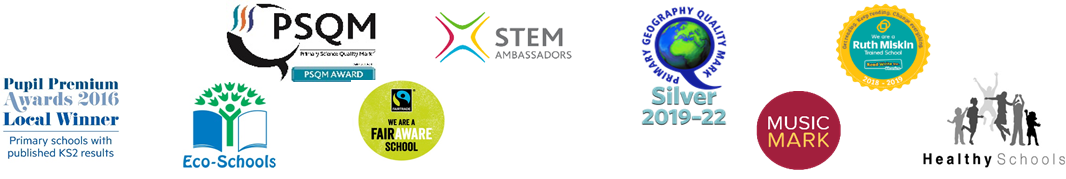 Pupil Premium
Awards 2016
Local Winner
Primary schools with
published KS2 results
PSQM
Primary Science Quality Mark
PSQM AWARD
Eco-Schools
FAIRTRADE
WE ARE A
FAIRAWARE
SCHOOL
STEM
AMBASSADORS
PRIMARY GEOGRAPHY QUALITY MARK
Silver
2019-22
MUSIC
MARK
We are a
Ruth Miskin
Trained School
2018 - 2019
Healthy Schools